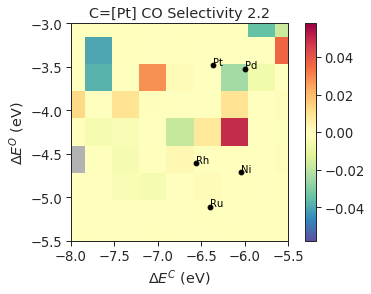 C=[Pt] CO Selectivity 2.2
−3.0
−3.5
−4.0
−4.5
−5.0
−5.5
ΔE^O (eV)
Pt
Pd
Rh
Ni
Ru
−8.0 −7.5 −7.0 −6.5 −6.0 −5.5
ΔE^C (eV)
0.04
0.02
0.00
−0.02
−0.04